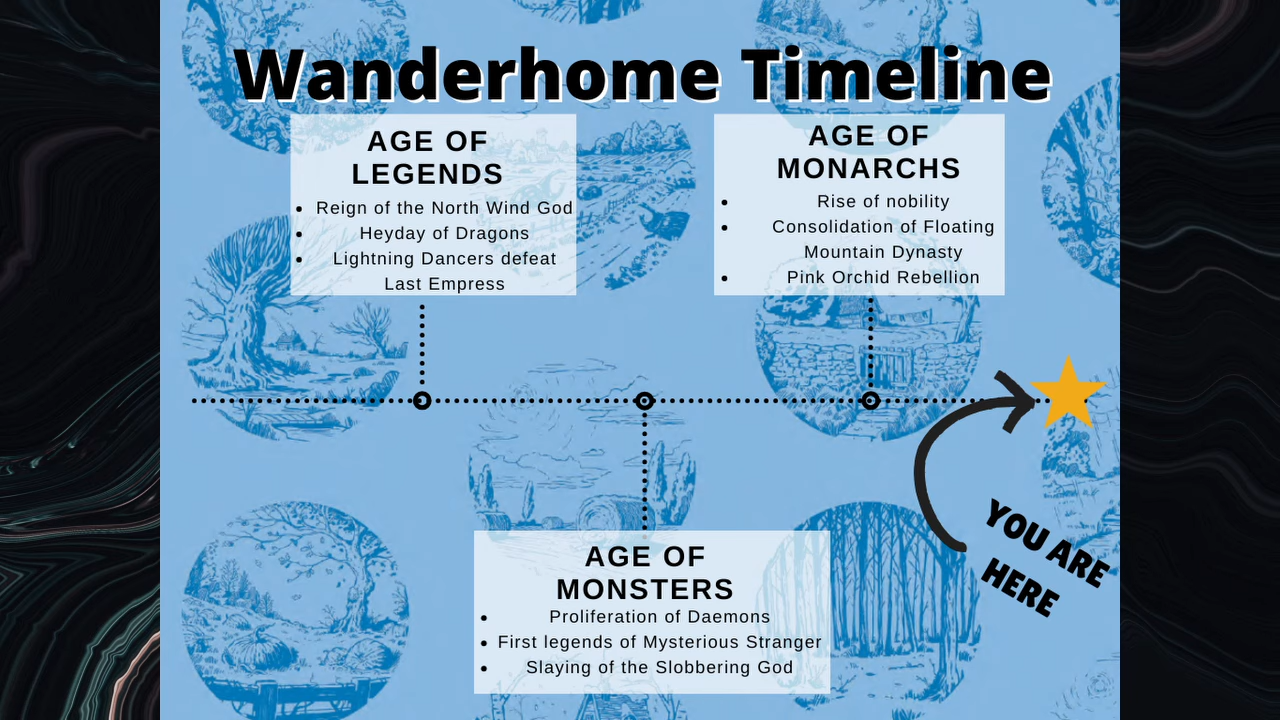 Wanderhome Timeline
AGE OF
LEGENDS
• Reign of the North Wind God
• Heyday of Dragons
• Lightning Dancers defeat
Last Empress
AGE OF
MONARCHS
• Rise of nobility
• Consolidation of Floating
Mountain Dynasty
• Pink Orchid Rebellion
YOU ARE
HERE
AGE OF
MONSTERS
• Proliferation of Daemons
• First legends of Mysterious Stranger
• Slaying of the Slobbering God